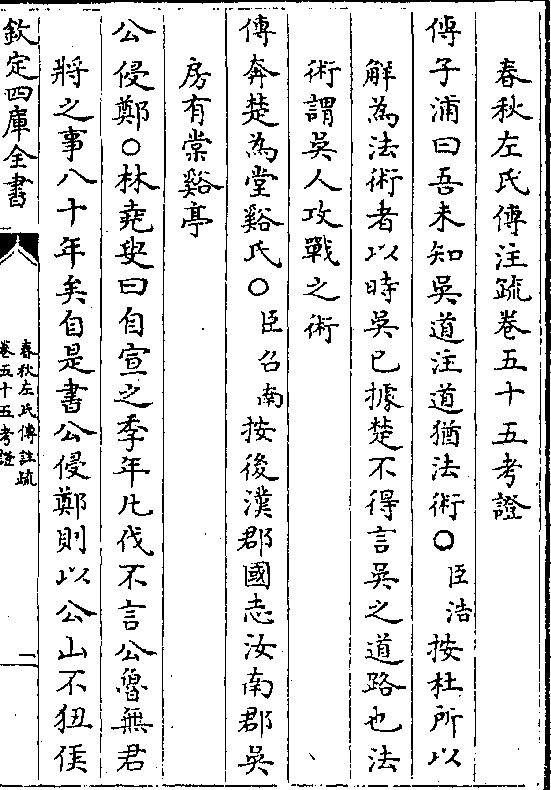 春秋左氏傳注疏卷五十五考證
傳子浦曰吾未知吳道注道猶法術○臣浩按杜所以
解為法術者以時吳已據楚不得言吳之道路也法
術謂吳人攻戰之術
傳奔楚為堂谿氏○臣召南按後漢郡國志汝南郡吳
房有棠谿亭
公侵鄭○林堯叟曰自宣之季年凡伐不言公魯無君
將之事八十年矣自是書公侵鄭則以公山不狃侯
欽定四庫全書
春秋左氏傳註疏
卷五十五考證
二